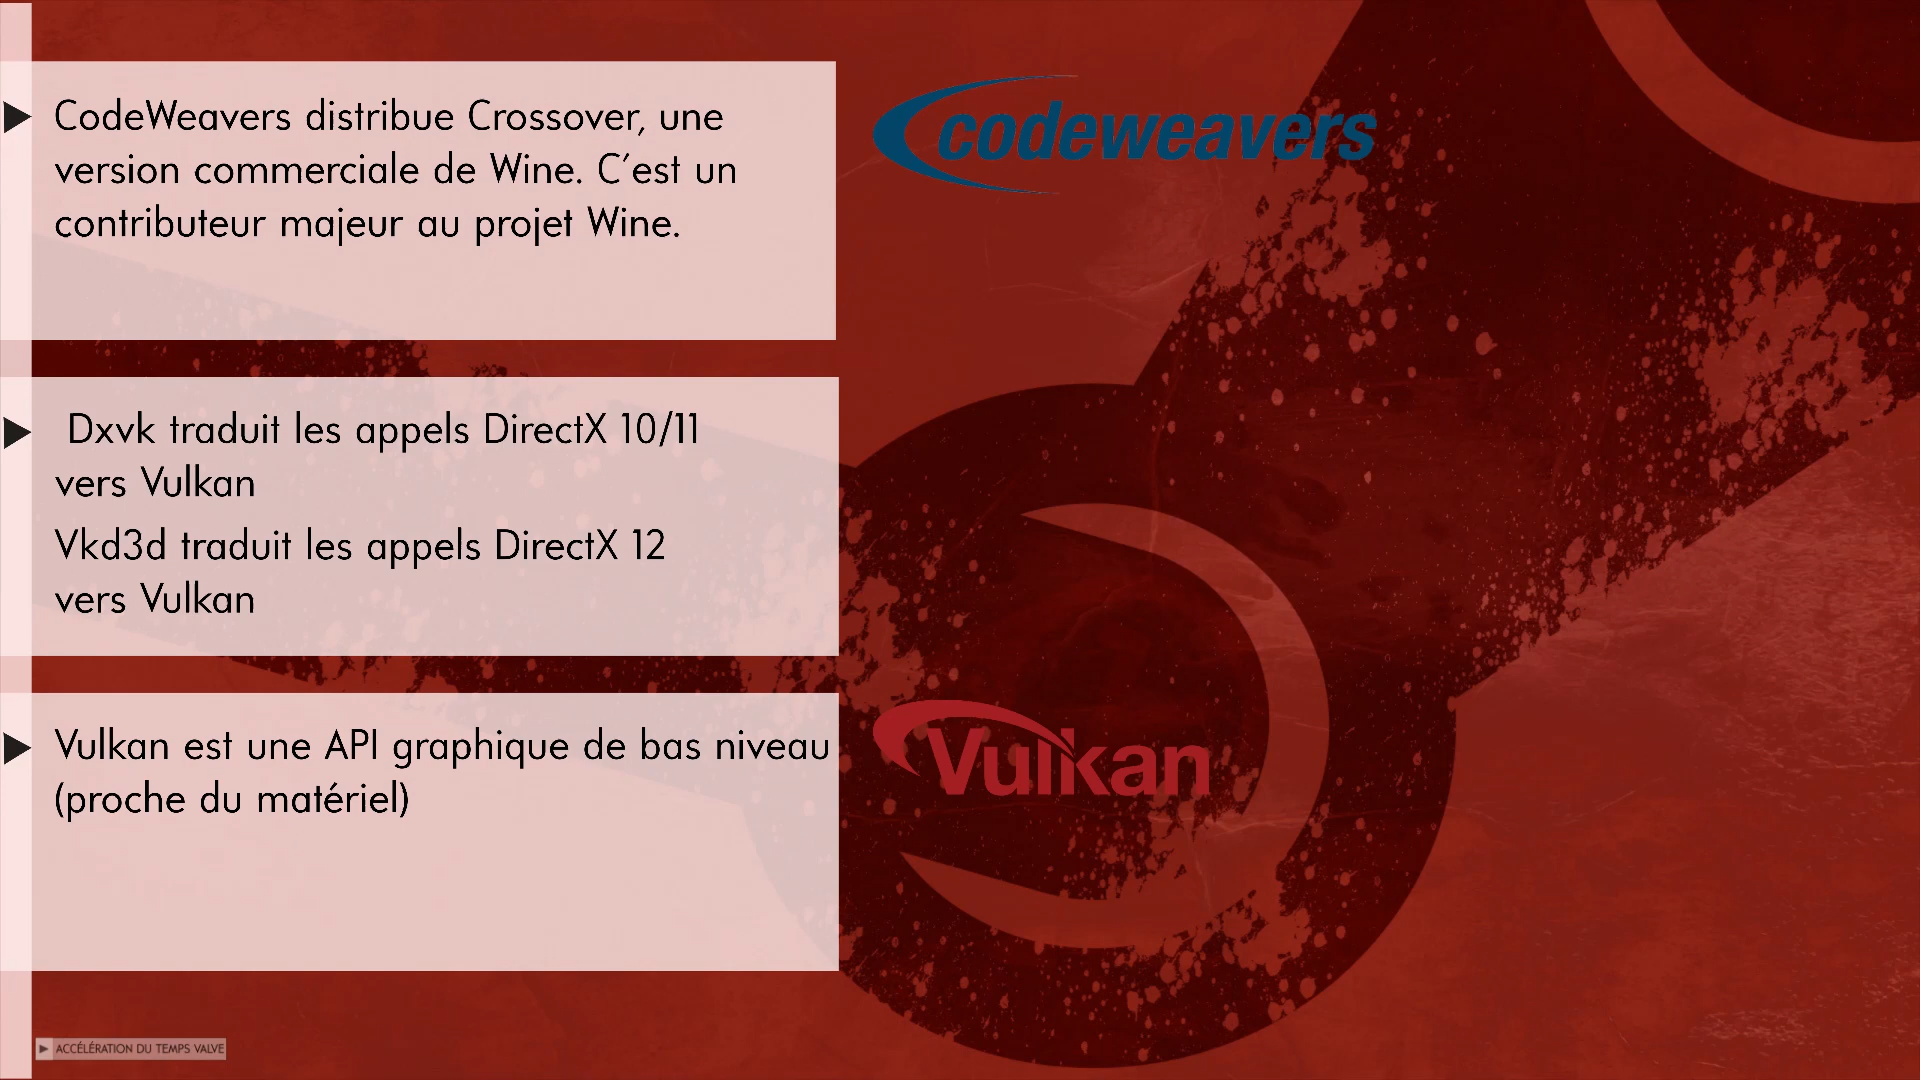 CodeWeavers distribue Crossover, une
version commerciale de Wine. C'est un
contributeur majeur au projet Wine.
codeweavers
Dxvk traduit les appels DirectX 10/11
vers Vulkan
Vkd3d traduit les appels DirectX 12
vers Vulkan
Vulkan est une API graphique de bas niveau
(proche du matériel)
Vulkan
ACCÉLÉRATION DU TEMPS VALVE